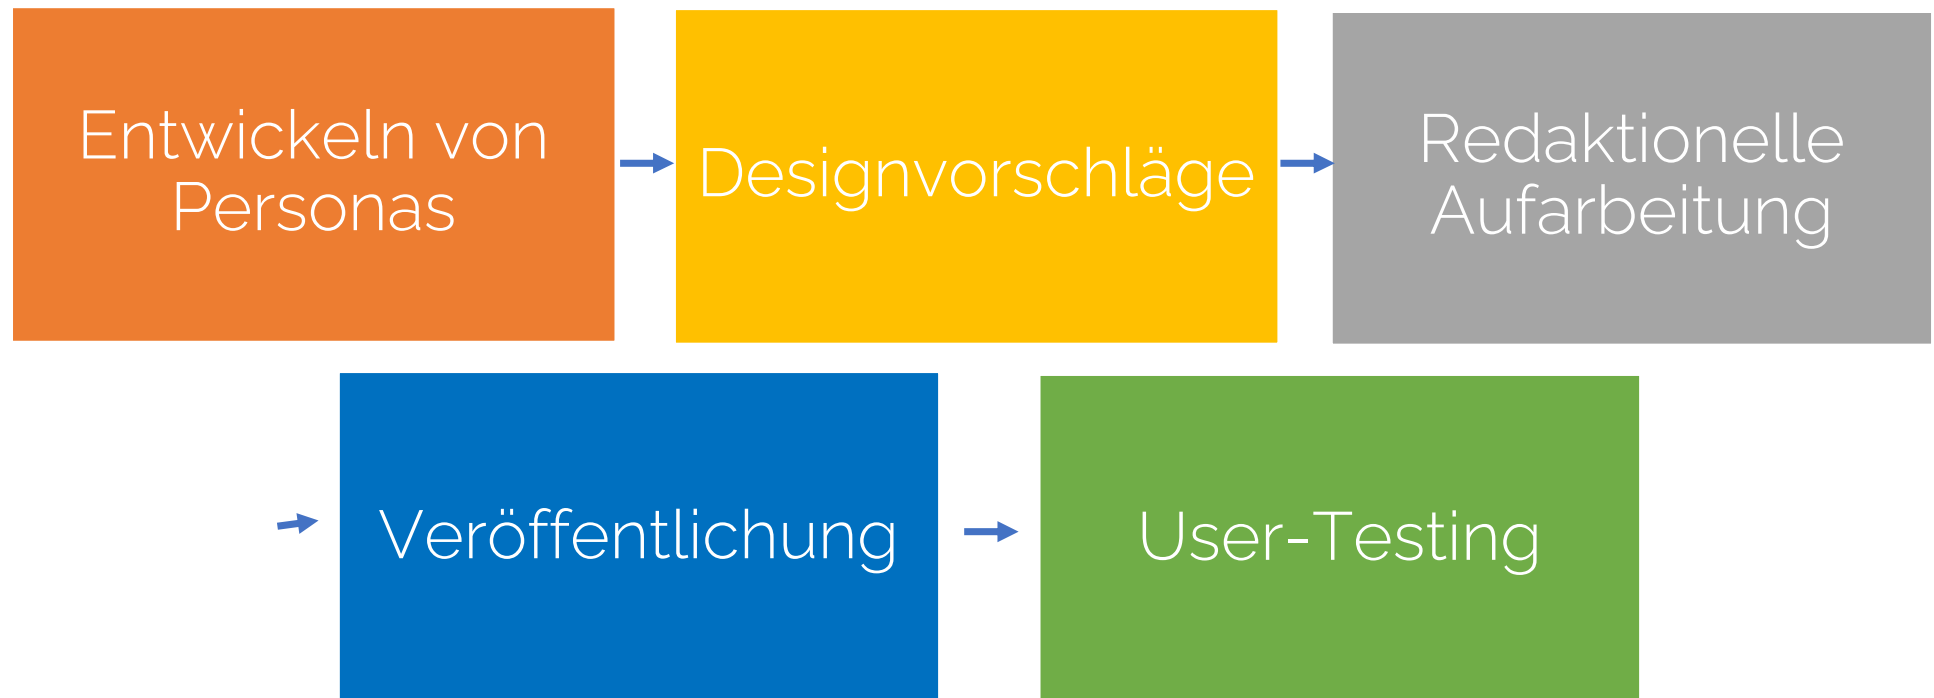 Entwickeln von
Personas
Designvorschläge
Redaktionelle
Aufarbeitung
Veröffentlichung
User-Testing